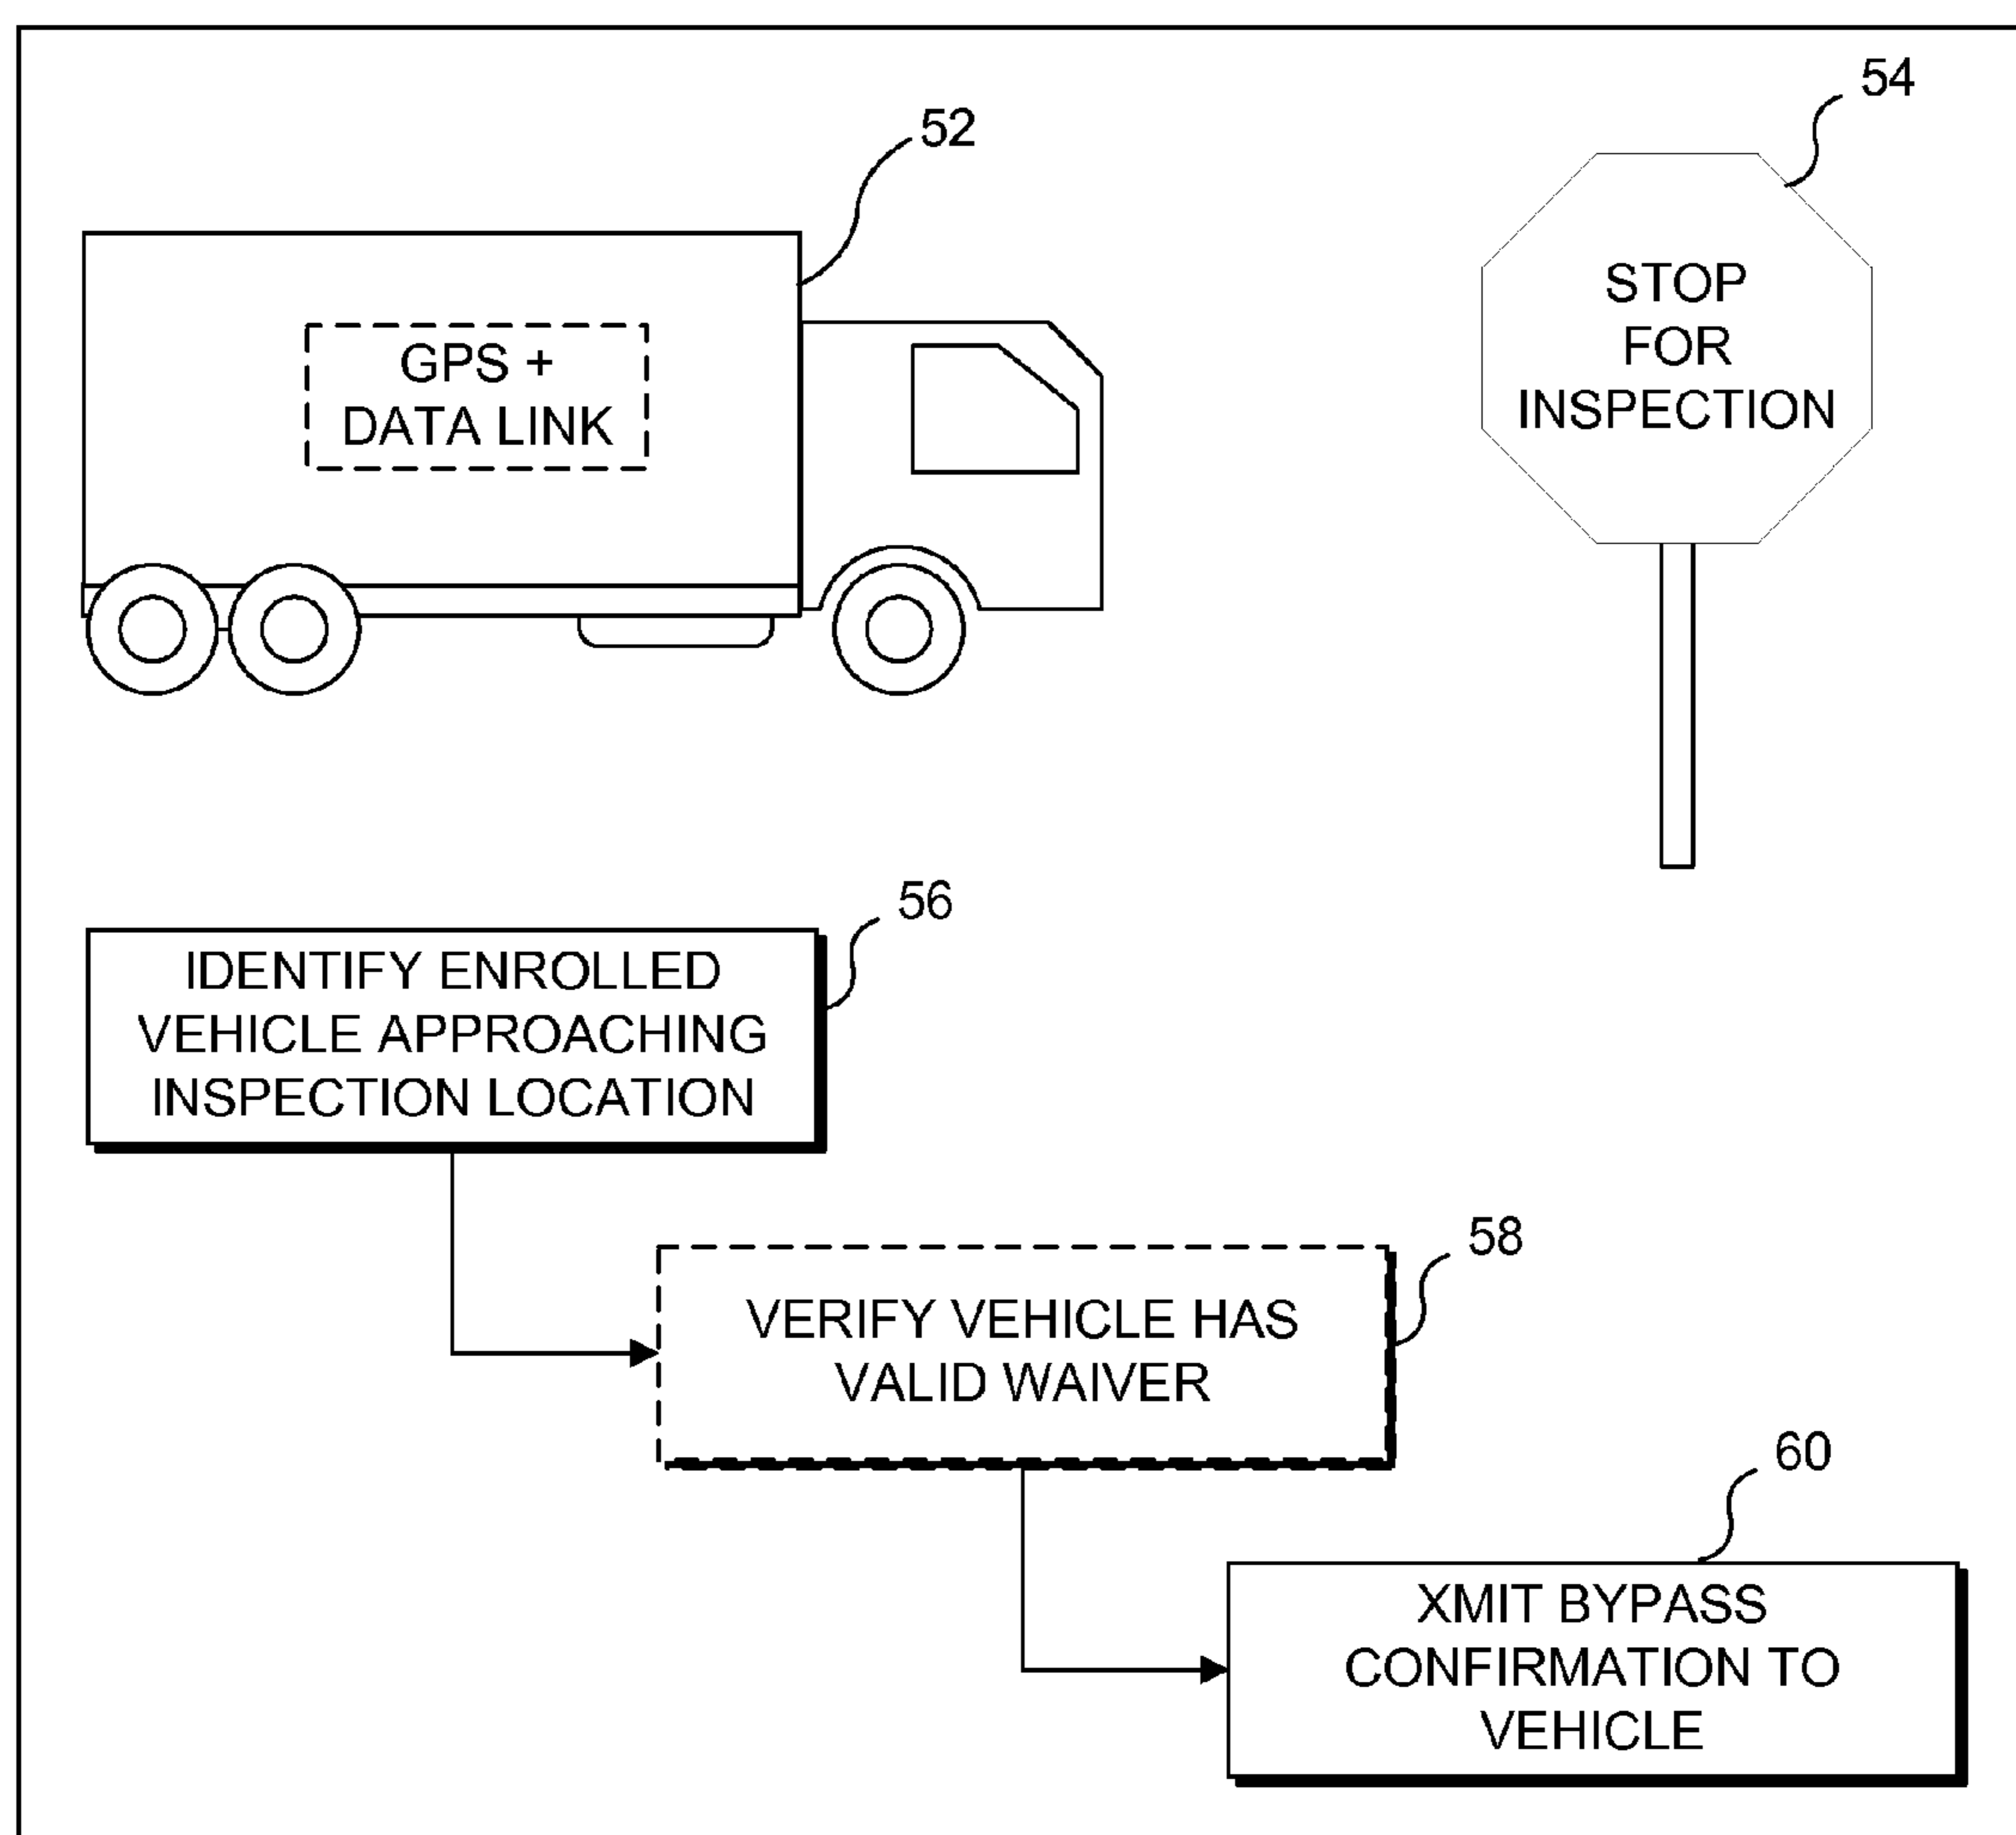 54
52
STOP
FOR
INSPECTION
GPS +
DATA LINK
56
IDENTIFY ENROLLED
VEHICLE APPROACHING
INSPECTION LOCATION
58
VERIFY VEHICLE HAS
VALID WAIVER
60
XMIT BYPASS
CONFIRMATION TO
VEHICLE